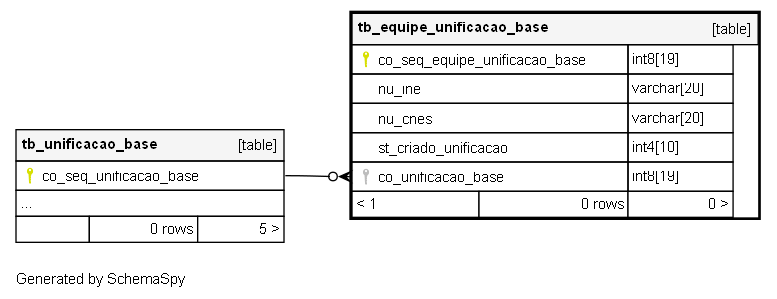 tb_equipe_unificacao_base [table]
co_seq_equipe_unificacao_base int8[19]
nu_ine varchar[20]
nu_cnes varchar[20]
st_criado_unificacao int4[10]
co_unificacao_base int8[19]
< 1 0 rows 0 >
tb_unificacao_base [table]
co_seq_unificacao_base
...
0 rows 5 >
Generated by SchemaSpy